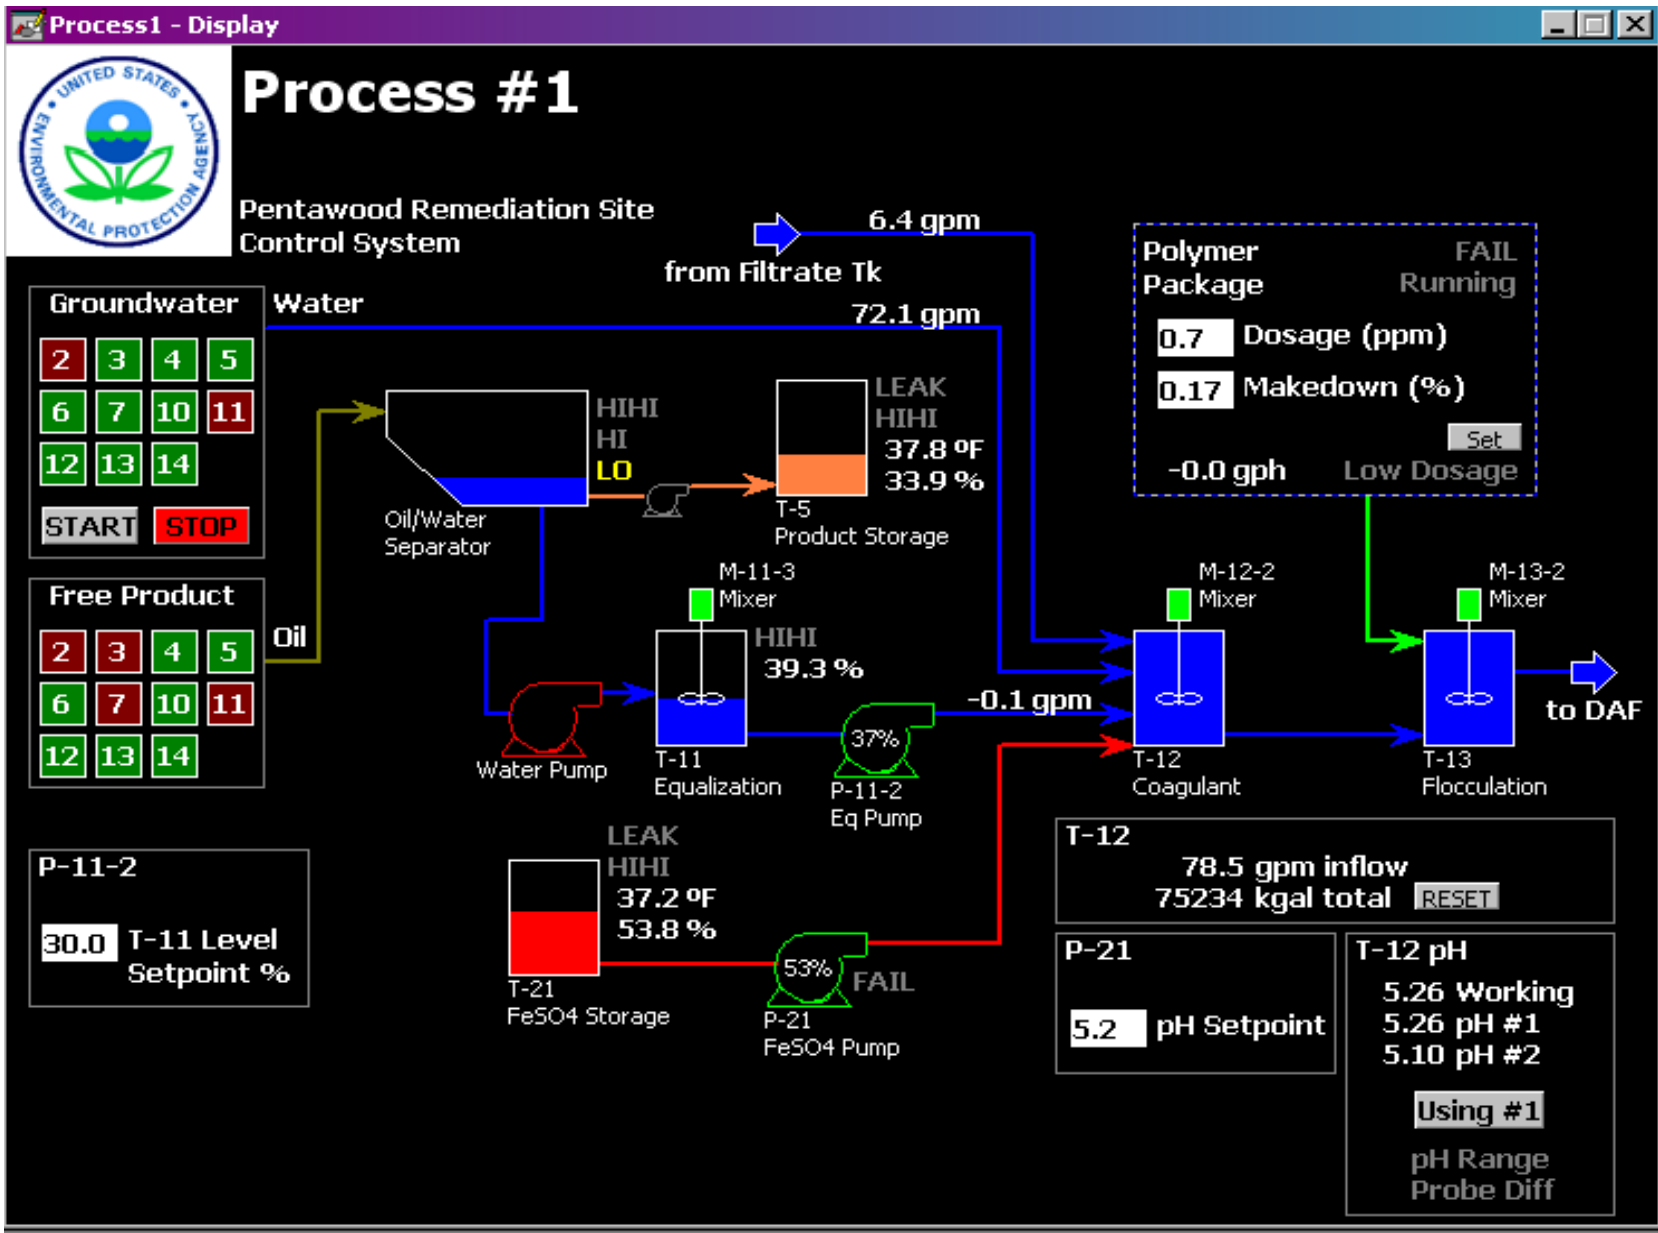 Process1 - Display
UNITED STATES
ENVIRONMENTAL PROTECTION AGENCY
Process #1
Pentawood Remediation Site
Control System
6.4 gpm
from Filtrate Tk
Water
72.1 gpm
Groundwater
2 3 4 5
6 7 10 11
12 13 14
START STOP
Free Product
2 3 4 5
6 7 10 11
12 13 14
Oil
HIHI
HI
LO
Oil/Water
Separator
LEAK
HIHI
37.8 ºF
33.9 %
T-5
Product Storage
Polymer
Package
FAIL
Running
0.7 Dosage (ppm)
0.17 Makedown (%)
Set
-0.0 gph Low Dosage
M-11-3
Mixer
HIHI
39.3 %
T-11
Equalization
Water Pump
-0.1 gpm
37%
P-11-2
Eq Pump
M-12-2
Mixer
T-12
Coagulant
M-13-2
Mixer
T-13
Flocculation
to DAF
P-11-2
30.0 T-11 Level
Setpoint %
LEAK
HIHI
37.2 ºF
53.8 %
T-21
FeSO4 Storage
53%
FAIL
P-21
FeSO4 Pump
T-12
78.5 gpm inflow
75234 kgal total RESET
P-21
5.2 pH Setpoint
T-12 pH
5.26 Working
5.26 pH #1
5.10 pH #2
Using #1
pH Range
Probe Diff